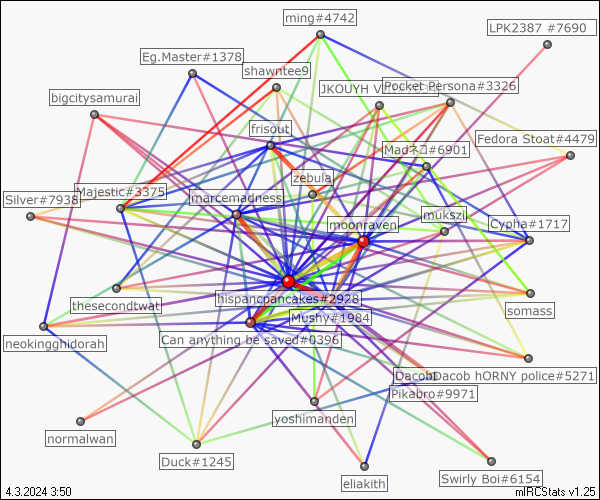 ming#4742
LPK2387 #7690
Eg.Master#1378
shawntee9
JKOUYH V
Pocket Persona#3326
bigcitysamurai
frisout
Fedora Stoat#4479
Madネコ#6901
zebula
Silver#7938
Majestic#3375
marcemadness
mukszi
moonraven
Cypha#1717
hispancpancakes#2928
thesecondtwat
somass
Mushy#1984
neokingghidorah
Can anything be saved#0396
Dacob hORNY police#5271
Pikabro#9971
yoshimanden
normalwan
Duck#1245
Swirly Boi#6154
eliakith
4.3.2024 3:50
mIRCStats v1.25